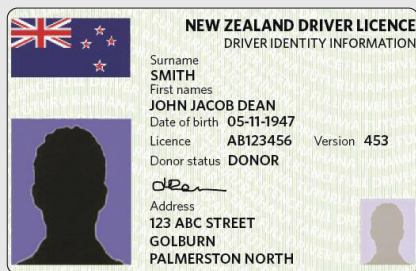 NEW ZEALAND DRIVER LICENCE
DRIVER IDENTITY INFORMATION
Surname
SMITH
First names
JOHN JACOB DEAN
Date of birth 05-11-1947
Licence AB123456 Version 453
Donor status DONOR
Address
123 ABC STREET
GOLBURN
PALMERSTON NORTH